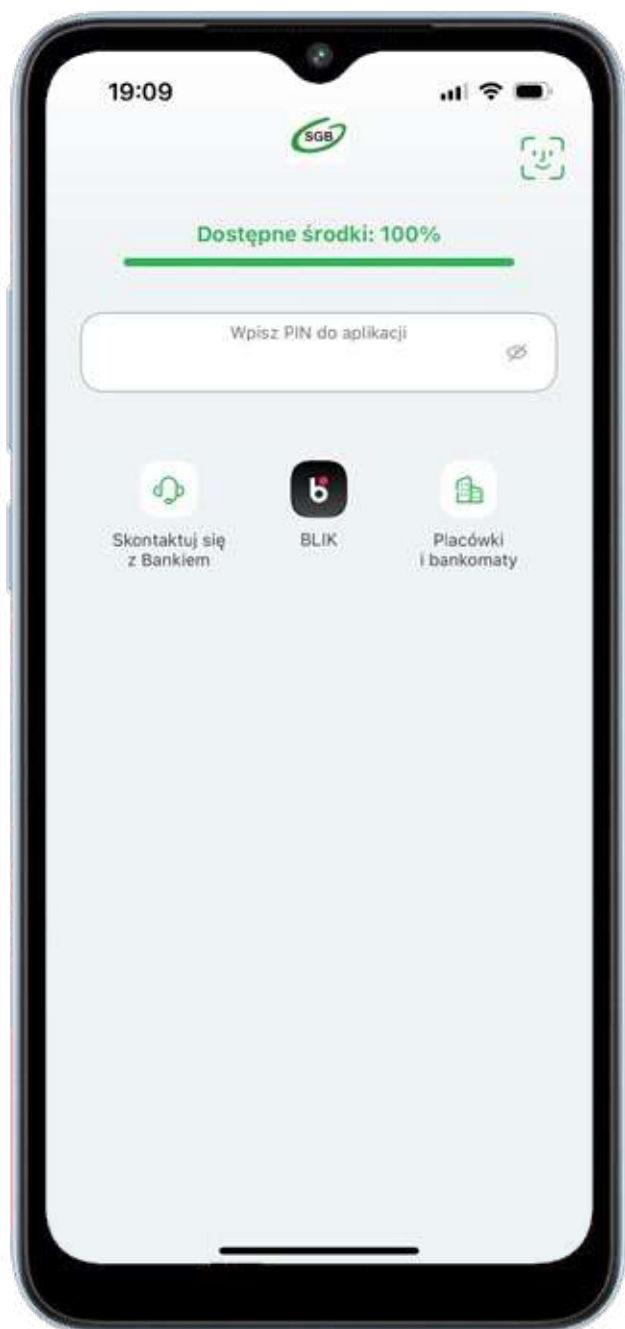 19:09
SGB
Dostępne środki: 100%
Wpisz PIN do aplikacji
Skontaktuj się
z Bankiem
BLIK
Placówki
i bankomaty